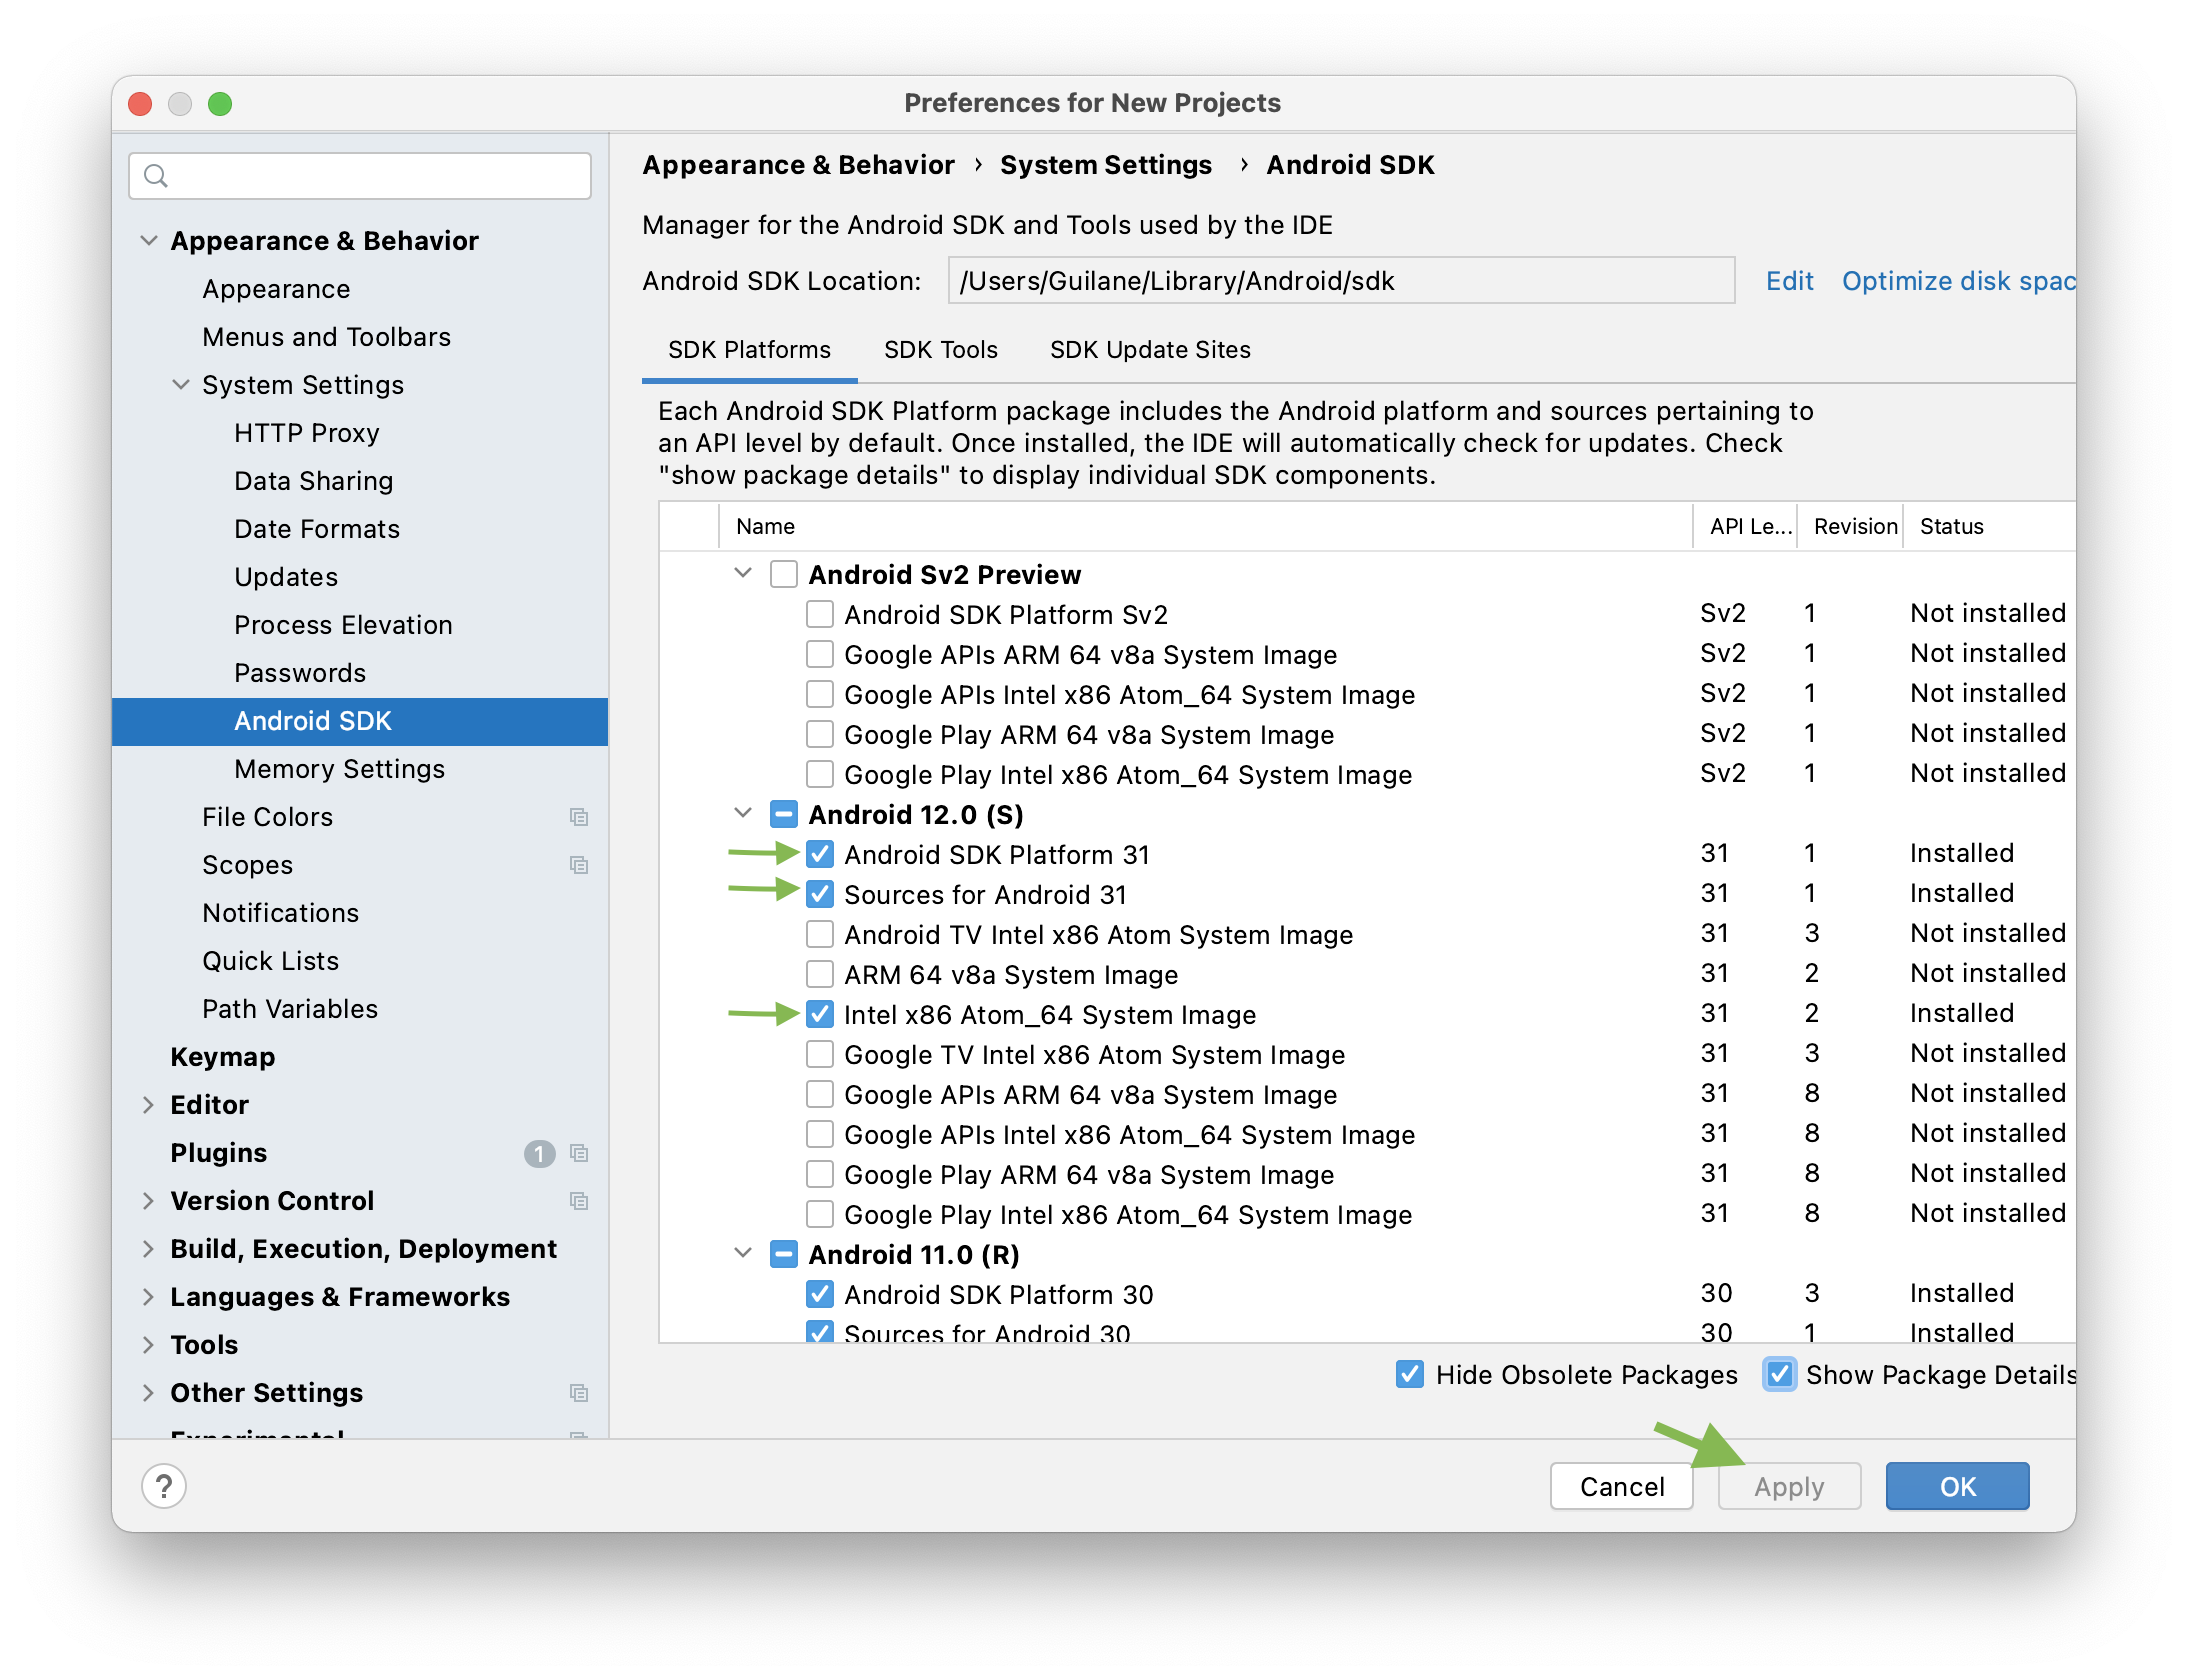 Preferences for New Projects
Appearance & Behavior
Appearance
Menus and Toolbars
System Settings
HTTP Proxy
Data Sharing
Date Formats
Updates
Process Elevation
Passwords
Android SDK
Memory Settings
File Colors
Scopes
Notifications
Quick Lists
Path Variables
Keymap
Editor
Plugins 1
Version Control
Build, Execution, Deployment
Languages & Frameworks
Tools
Other Settings
Experimental
Appearance & Behavior › System Settings › Android SDK
Manager for the Android SDK and Tools used by the IDE
Android SDK Location: /Users/Guilane/Library/Android/sdk Edit Optimize disk spac
SDK Platforms SDK Tools SDK Update Sites
Each Android SDK Platform package includes the Android platform and sources pertaining to
an API level by default. Once installed, the IDE will automatically check for updates. Check
"show package details" to display individual SDK components.
Name API Le... Revision Status
Android Sv2 Preview
Android SDK Platform Sv2 Sv2 1 Not installed
Google APIs ARM 64 v8a System Image Sv2 1 Not installed
Google APIs Intel x86 Atom_64 System Image Sv2 1 Not installed
Google Play ARM 64 v8a System Image Sv2 1 Not installed
Google Play Intel x86 Atom_64 System Image Sv2 1 Not installed
Android 12.0 (S)
Android SDK Platform 31 31 1 Installed
Sources for Android 31 31 1 Installed
Android TV Intel x86 Atom System Image 31 3 Not installed
ARM 64 v8a System Image 31 2 Not installed
Intel x86 Atom_64 System Image 31 2 Installed
Google TV Intel x86 Atom System Image 31 3 Not installed
Google APIs ARM 64 v8a System Image 31 8 Not installed
Google APIs Intel x86 Atom_64 System Image 31 8 Not installed
Google Play ARM 64 v8a System Image 31 8 Not installed
Google Play Intel x86 Atom_64 System Image 31 8 Not installed
Android 11.0 (R)
Android SDK Platform 30 30 3 Installed
Sources for Android 30 30 1 Installed
Hide Obsolete Packages Show Package Details
? Cancel Apply OK